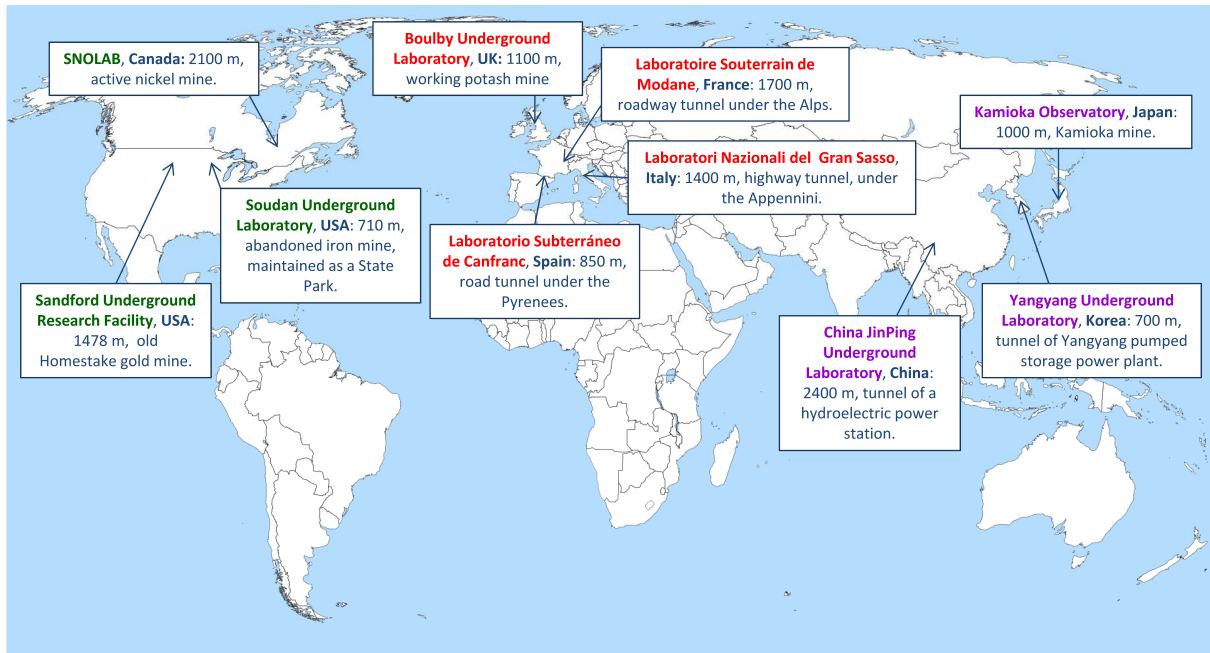 SNOLAB, Canada: 2100 m,
active nickel mine.
Boulby Underground
Laboratory, UK: 1100 m,
working potash mine
Laboratoire Souterrain de
Modane, France: 1700 m,
roadway tunnel under the Alps.
Kamioka Observatory, Japan:
1000 m, Kamioka mine.
Laboratori Nazionali del Gran Sasso,
Italy: 1400 m, highway tunnel, under
the Appennini.
Soudan Underground
Laboratory, USA: 710 m,
abandoned iron mine,
maintained as a State
Park.
Laboratorio Subterráneo
de Canfranc, Spain: 850 m,
road tunnel under the
Pyrenees.
Sandford Underground
Research Facility, USA:
1478 m, old
Homestake gold mine.
China JinPing
Underground
Laboratory, China:
2400 m, tunnel of a
hydroelectric power
station.
Yangyang Underground
Laboratory, Korea: 700 m,
tunnel of Yangyang pumped
storage power plant.